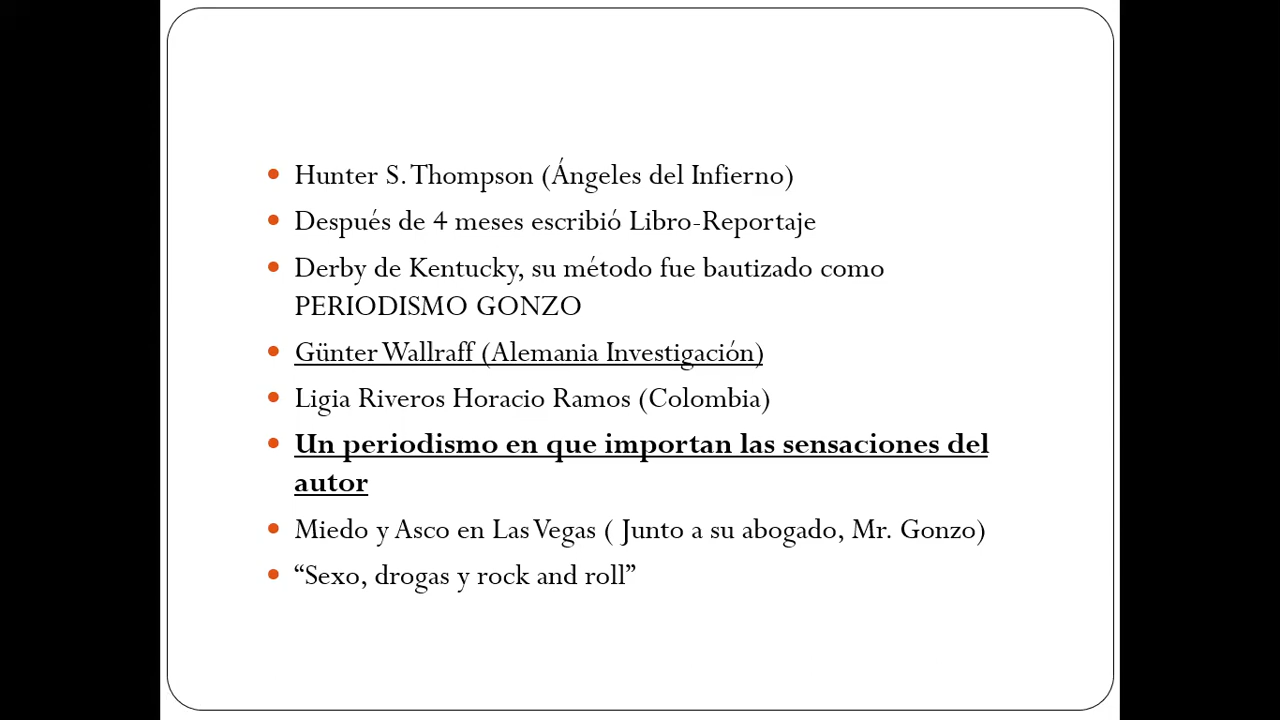 • Hunter S. Thompson (Ángeles del Infierno)
• Después de 4 meses escribió Libro-Reportaje
• Derby de Kentucky, su método fue bautizado como
PERIODISMO GONZO
• Günter Wallraff (Alemania Investigación)
• Ligia Riveros Horacio Ramos (Colombia)
• Un periodismo en que importan las sensaciones del
autor
• Miedo y Asco en Las Vegas ( Junto a su abogado, Mr. Gonzo)
• “Sexo, drogas y rock and roll”